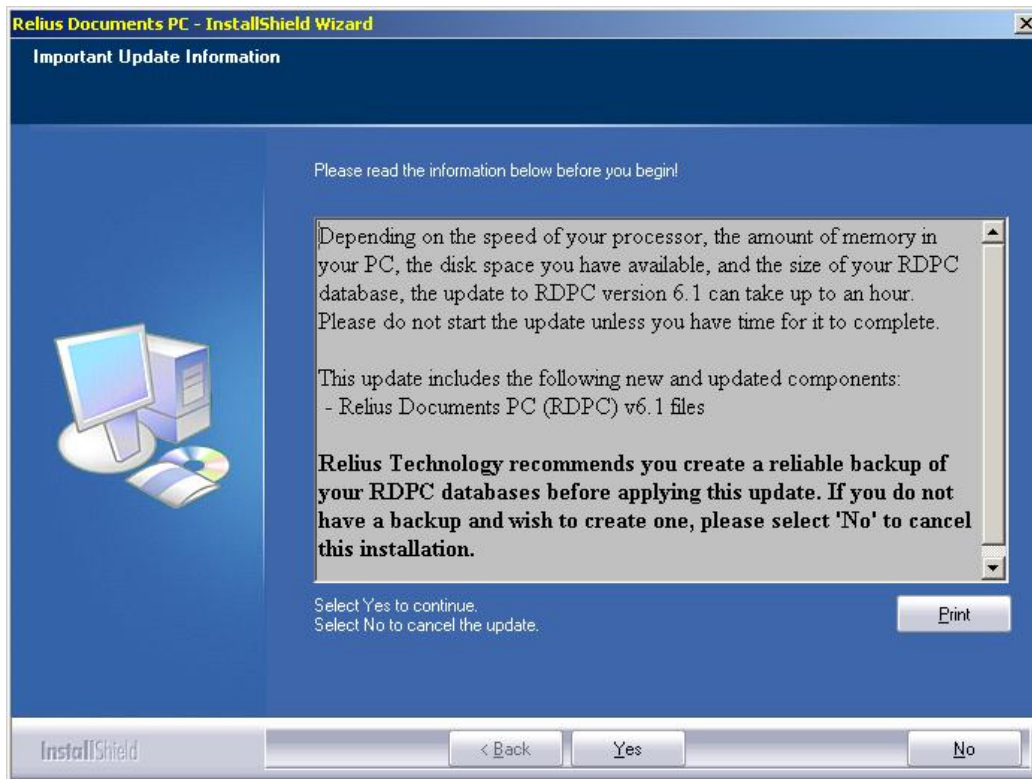 Relius Documents PC - InstallShield Wizard
Important Update Information
Please read the information below before you begin!
Depending on the speed of your processor, the amount of memory in
your PC, the disk space you have available, and the size of your RDPC
database, the update to RDPC version 6.1 can take up to an hour.
Please do not start the update unless you have time for it to complete.
This update includes the following new and updated components:
- Relius Documents PC (RDPC) v6.1 files
Relius Technology recommends you create a reliable backup of
your RDPC databases before applying this update. If you do not
have a backup and wish to create one, please select 'No' to cancel
this installation.
Select Yes to continue.
Select No to cancel the update.
Print
InstallShield
< Back
Yes
No